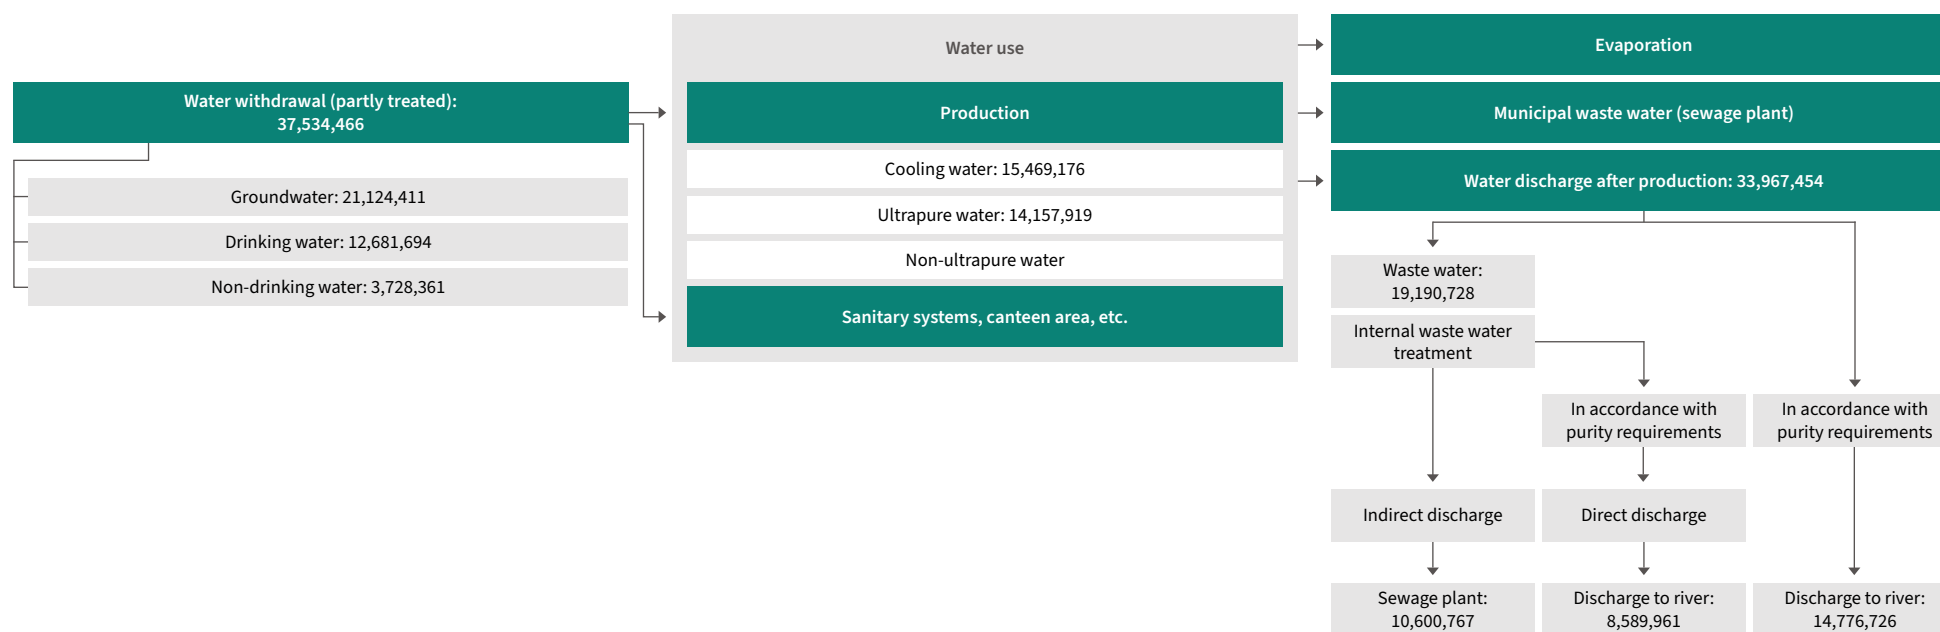 Water withdrawal (partly treated):
37,534,466
Groundwater: 21,124,411
Drinking water: 12,681,694
Non-drinking water: 3,728,361
Water use
Production
Cooling water: 15,469,176
Ultrapure water: 14,157,919
Non-ultrapure water
Sanitary systems, canteen area, etc.
Evaporation
Municipal waste water (sewage plant)
Water discharge after production: 33,967,454
Waste water:
19,190,728
Internal waste water
treatment
In accordance with
purity requirements
In accordance with
purity requirements
Indirect discharge
Direct discharge
Sewage plant:
10,600,767
Discharge to river:
8,589,961
Discharge to river:
14,776,726